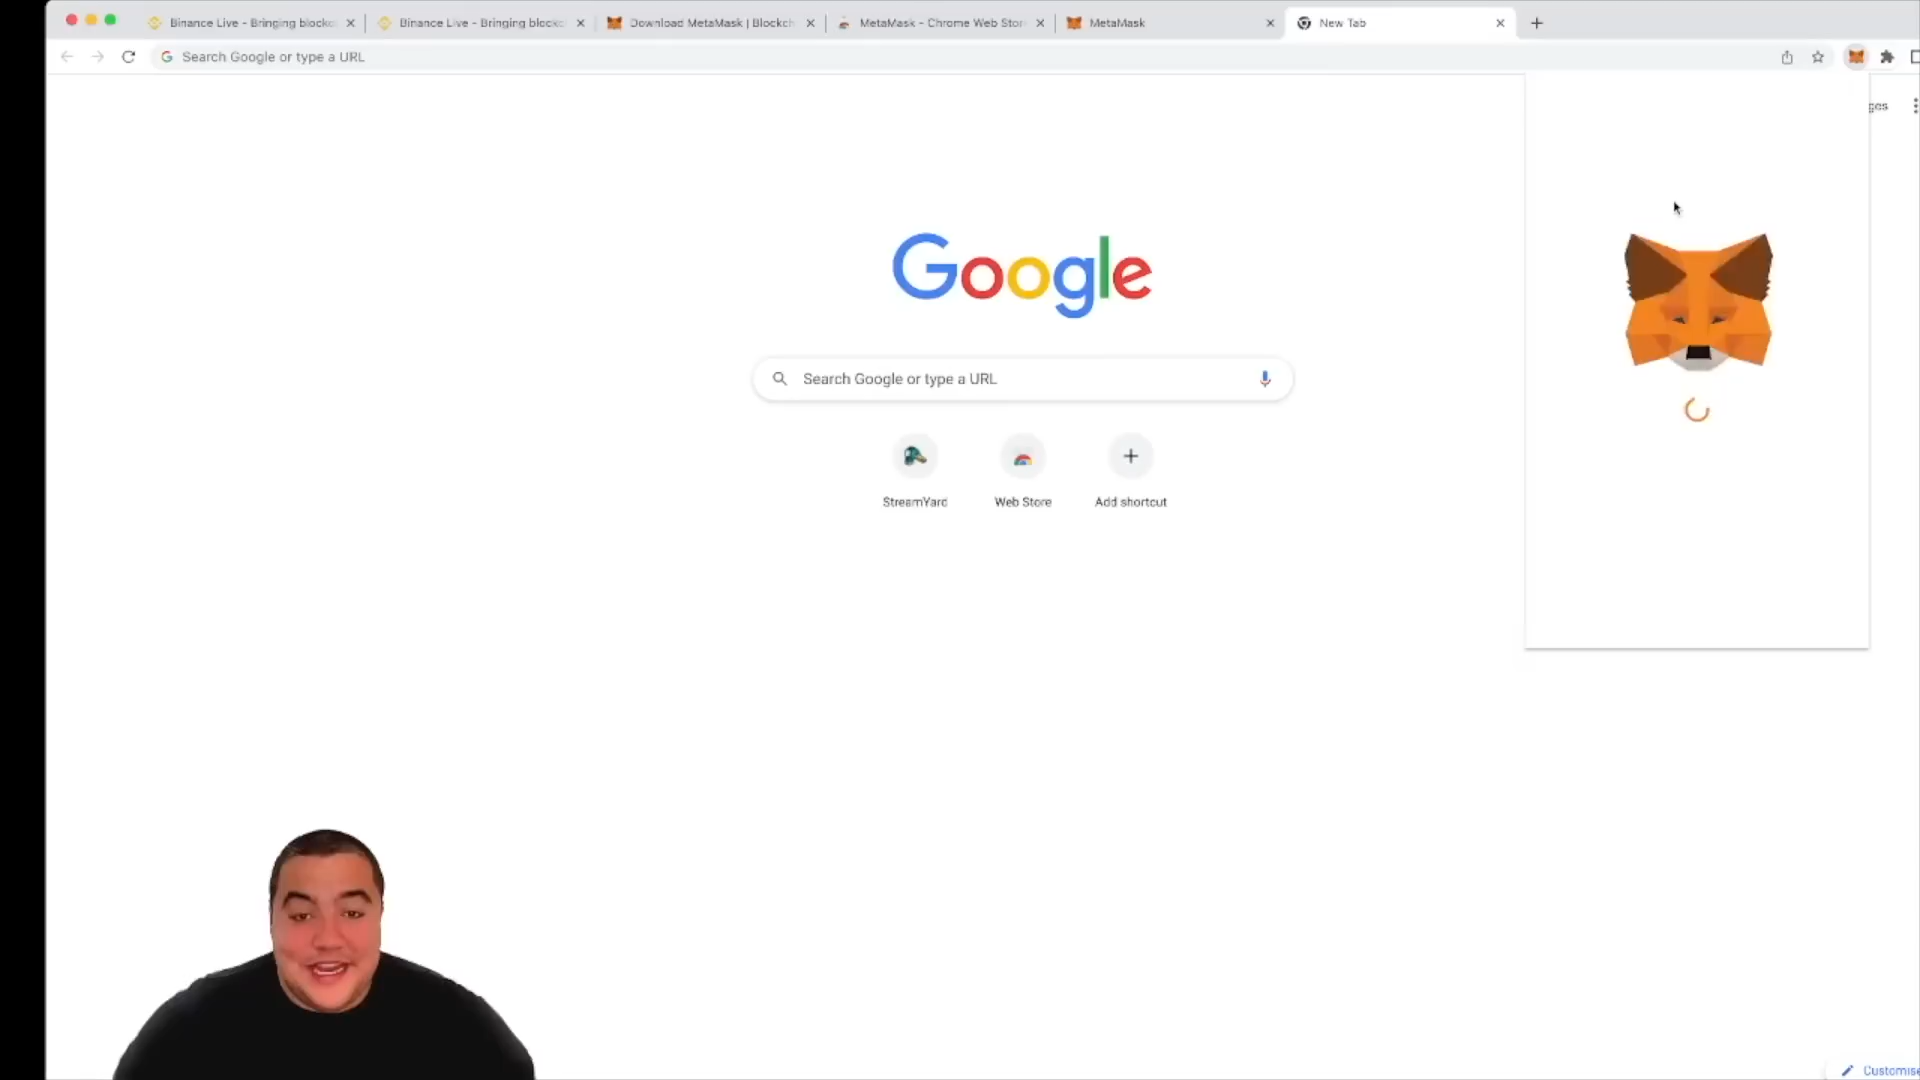 Binance Live - Bringing blockc
Binance Live - Bringing blockc
Download MetaMask | Blockch
MetaMask - Chrome Web Stor
MetaMask
New Tab
Search Google or type a URL
ges
Google
Search Google or type a URL
StreamYard
Web Store
Add shortcut
Customise